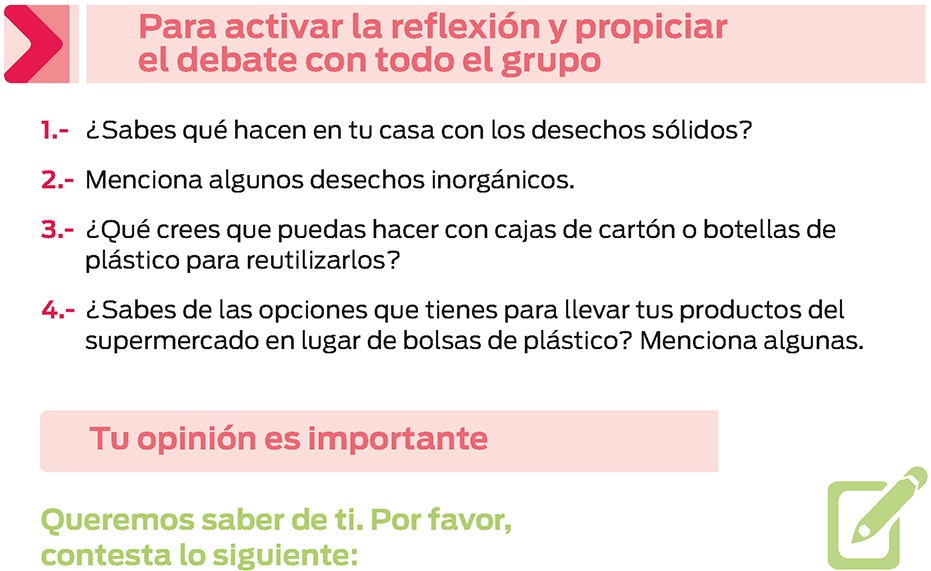 Para activar la reflexión y propiciar
el debate con todo el grupo
1.- ¿Sabes qué hacen en tu casa con los desechos sólidos?
2.- Menciona algunos desechos inorgánicos.
3.- ¿Qué crees que puedas hacer con cajas de cartón o botellas de
plástico para reutilizarlos?
4.- ¿Sabes de las opciones que tienes para llevar tus productos del
supermercado en lugar de bolsas de plástico? Menciona algunas.
Tu opinión es importante
Queremos saber de ti. Por favor,
contesta lo siguiente: